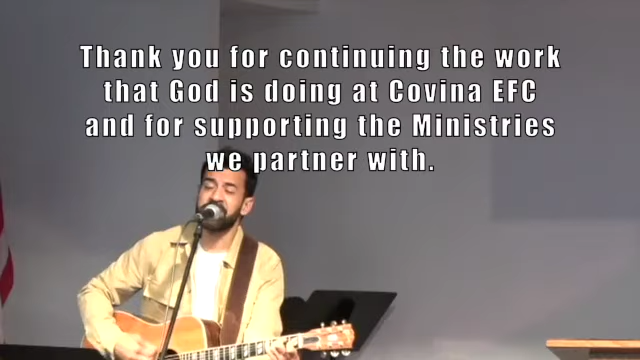 Thank you for continuing the work
that God is doing at Covina EFC
and for supporting the Ministries
we partner with.